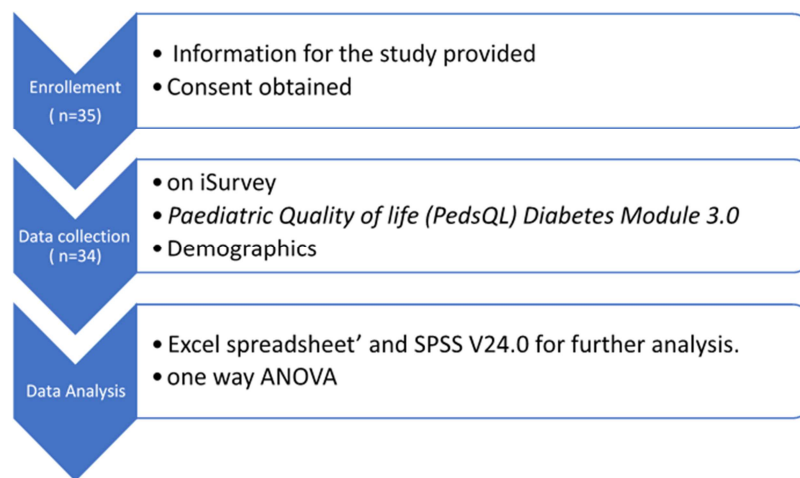 Enrollement
( n=35)
• Information for the study provided
• Consent obtained
Data collection
( n=34)
• on iSurvey
• Paediatric Quality of life (PedsQL) Diabetes Module 3.0
• Demographics
Data Analysis
• Excel spreadsheet’ and SPSS V24.0 for further analysis.
• one way ANOVA